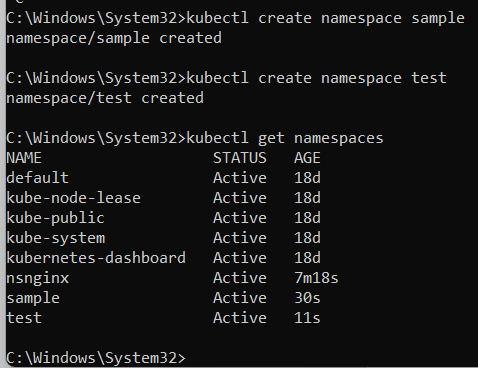 C:\Windows\System32>kubectl create namespace sample
namespace/sample created
C:\Windows\System32>kubectl create namespace test
namespace/test created
C:\Windows\System32>kubectl get namespaces
NAME STATUS AGE
default Active 18d
kube-node-lease Active 18d
kube-public Active 18d
kube-system Active 18d
kubernetes-dashboard Active 18d
nsnginx Active 7m18s
sample Active 30s
test Active 11s
C:\Windows\System32>